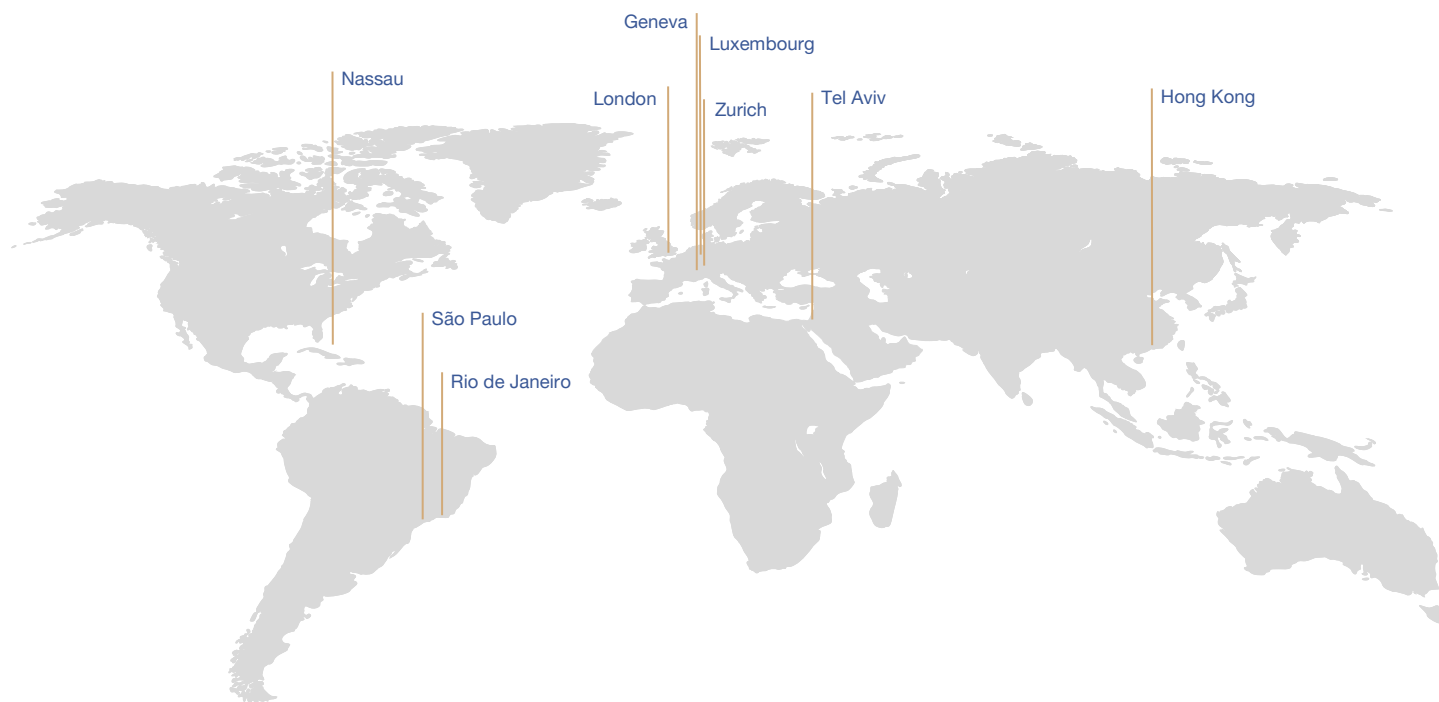 Geneva
Luxembourg
Nassau
London
Zurich
Tel Aviv
Hong Kong
São Paulo
Rio de Janeiro